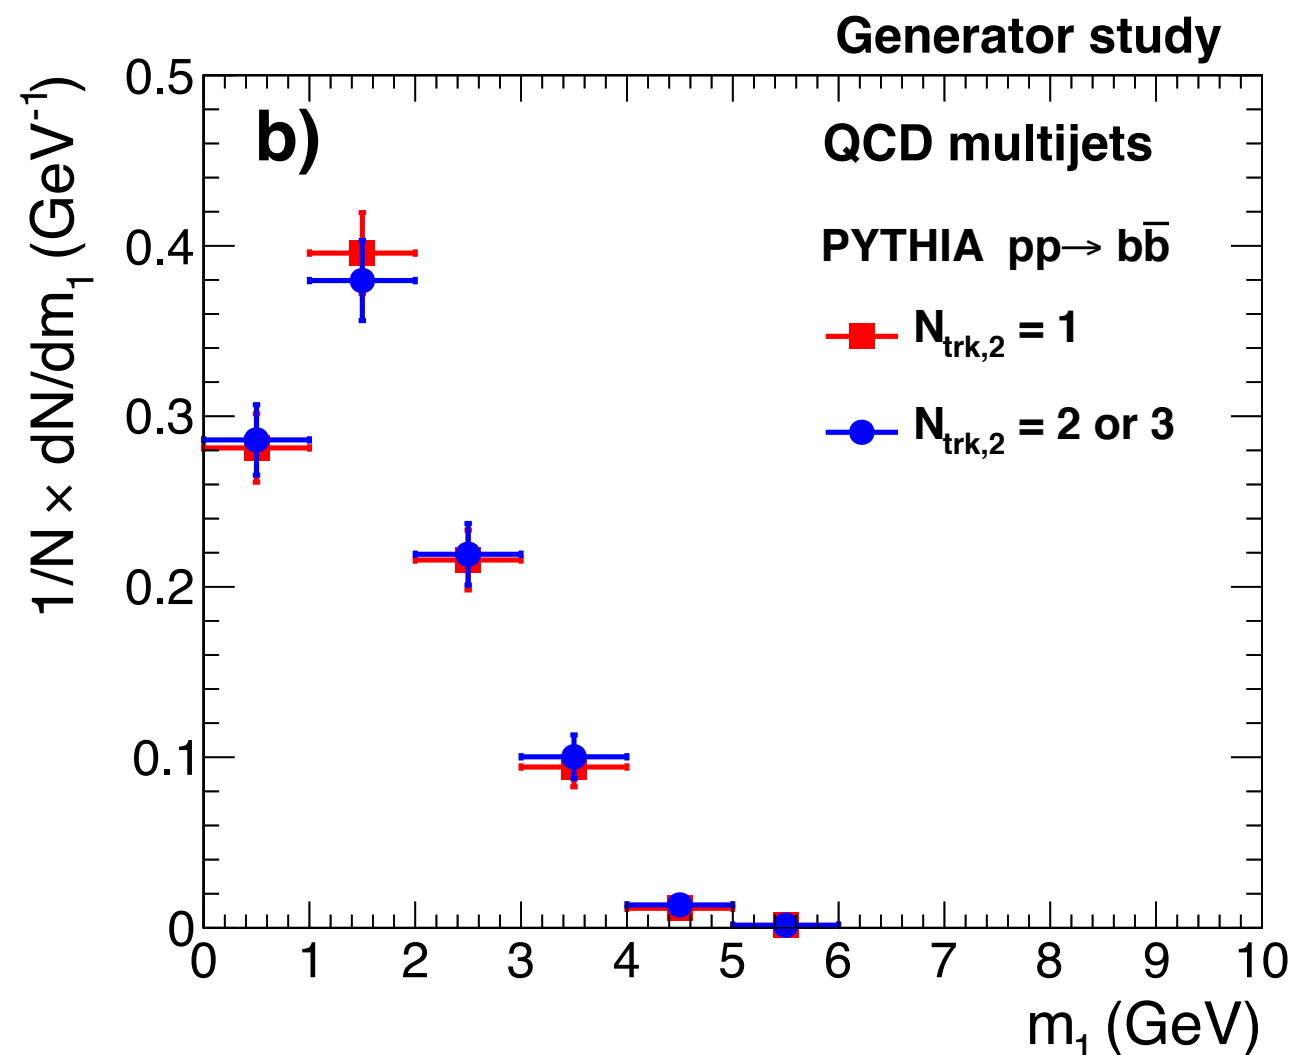 Generator study
b)
QCD multijets
PYTHIA pp→ bb̄
N_trk,2 = 1
N_trk,2 = 2 or 3
1/N × dN/dm₁ (GeV⁻¹)
0.5
0.4
0.3
0.2
0.1
0
0 1 2 3 4 5 6 7 8 9 10
m₁ (GeV)